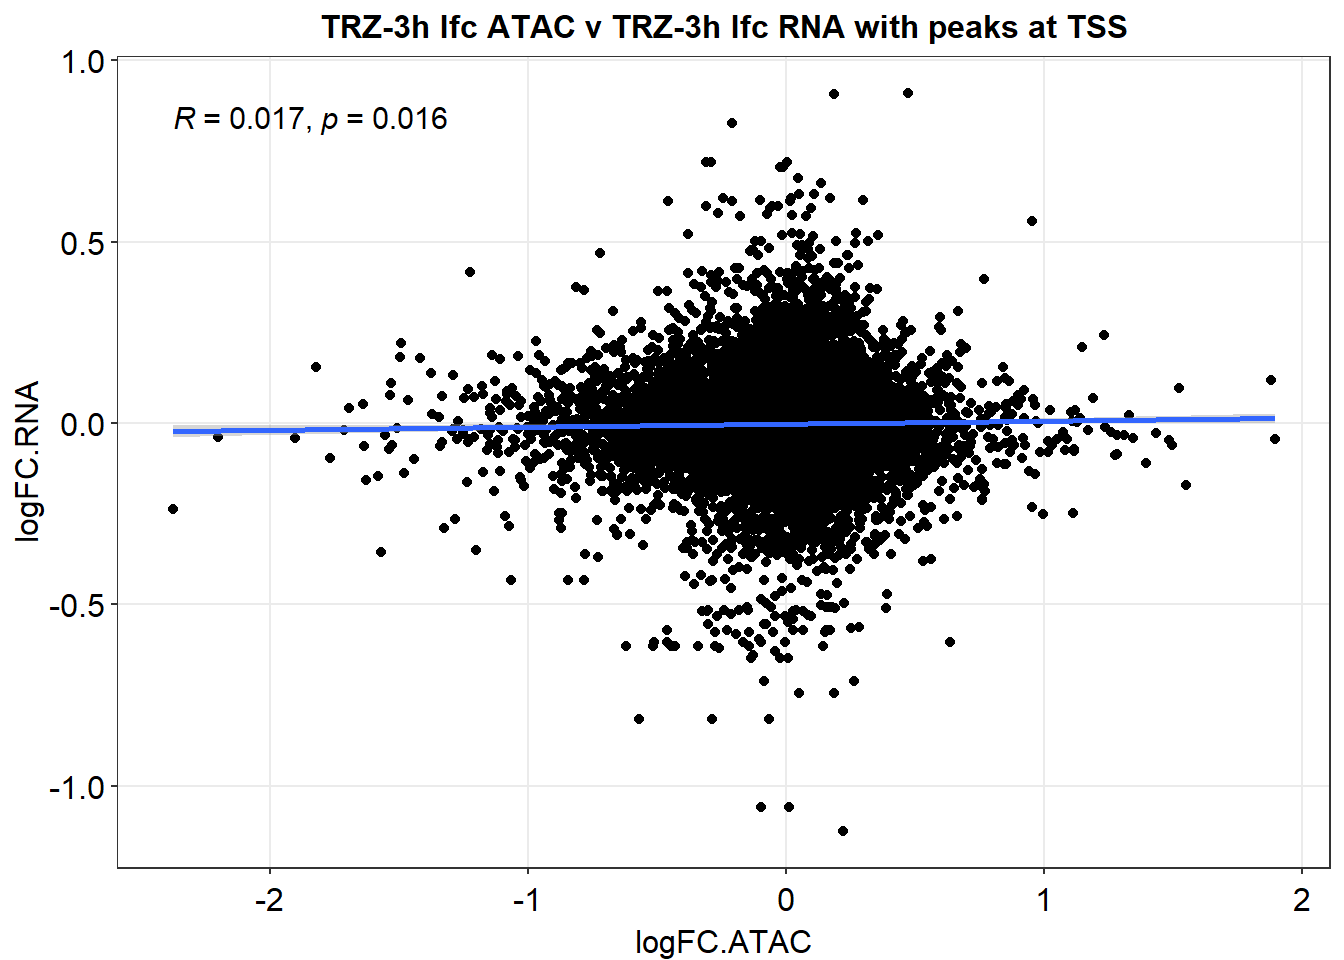 TRZ-3h lfc ATAC v TRZ-3h lfc RNA with peaks at TSS
R = 0.017, p = 0.016
1.0
0.5
0.0
-0.5
-1.0
logFC.RNA
-2
-1
0
1
2
logFC.ATAC